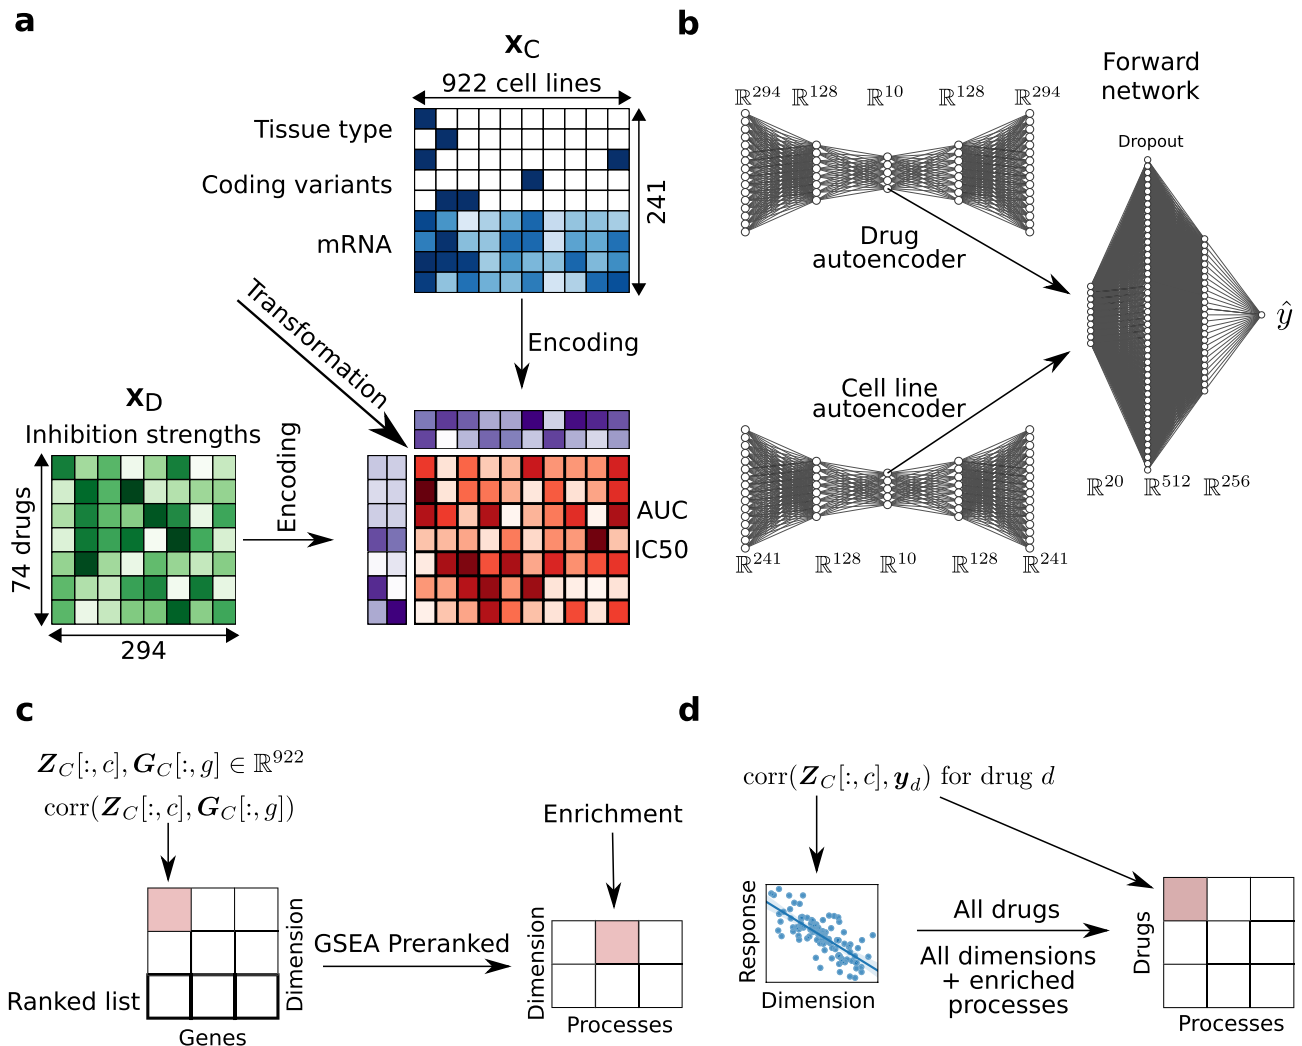 a
X_C
922 cell lines
Tissue type
Coding variants
mRNA
241
Transformation
Encoding
X_D
Inhibition strengths
74 drugs
294
Encoding
AUC
IC50
b
Forward
network
ℝ^294 ℝ^128 ℝ^10 ℝ^128 ℝ^294
Dropout
Drug
autoencoder
ŷ
Cell line
autoencoder
ℝ^20 ℝ^512 ℝ^256
ℝ^241 ℝ^128 ℝ^10 ℝ^128 ℝ^241
c
Z_C[:, c], G_C[:, g] ∈ ℝ^922
corr(Z_C[:, c], G_C[:, g])
Dimension
Ranked list
Genes
GSEA Preranked
Enrichment
Dimension
Processes
d
corr(Z_C[:, c], y_d) for drug d
Response
Dimension
All drugs
All dimensions
+ enriched
processes
Drugs
Processes